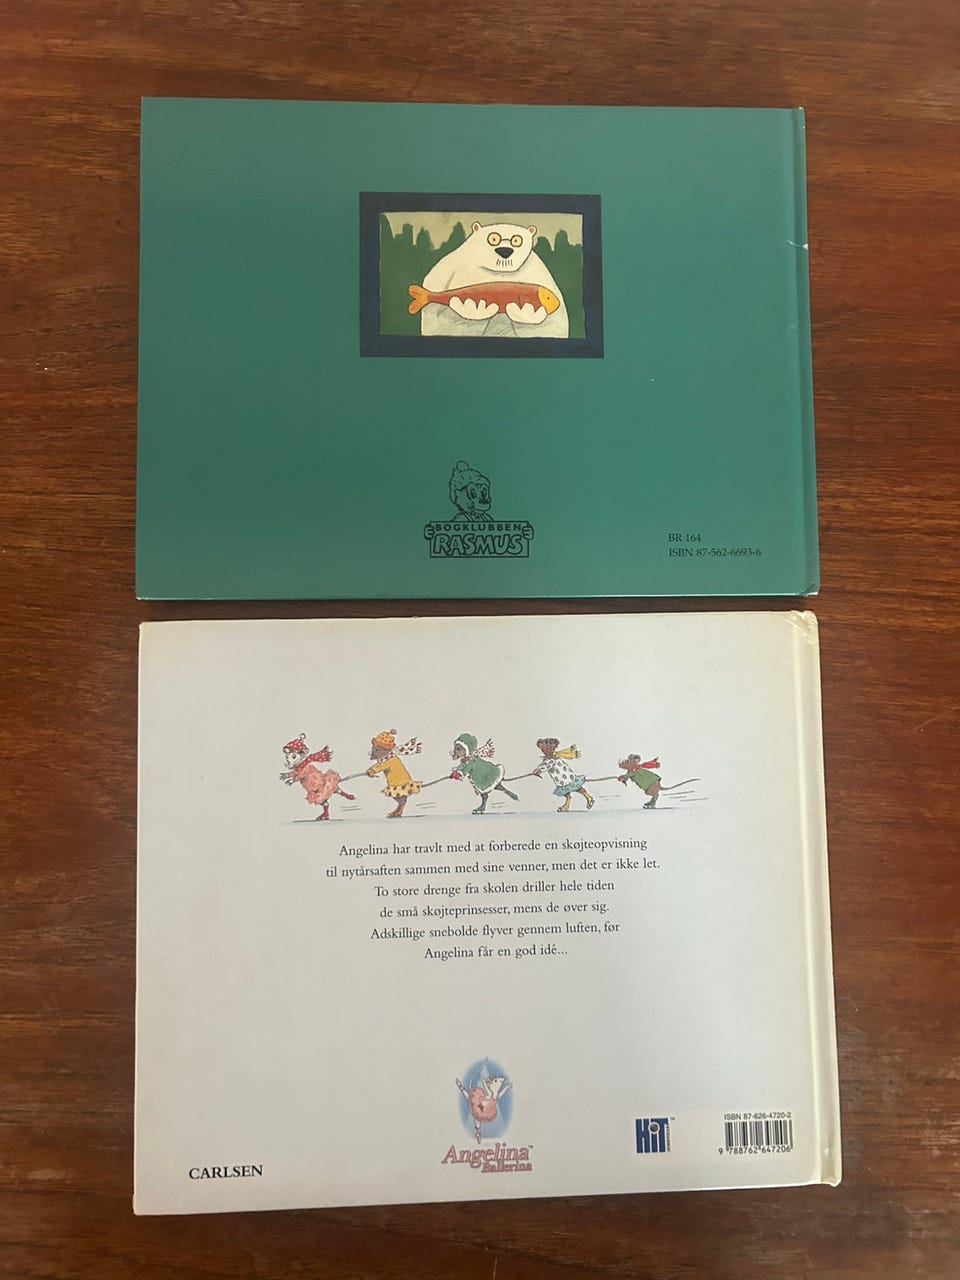 BOGKLUBBEN
RASMUS
BR 164
ISBN 87-562-6693-6
Angelina har travlt med at forberede en skøjteopvisning
til nytårsaften sammen med sine venner, men det er ikke let.
To store drenge fra skolen driller hele tiden
de små skøjteprinsesser, mens de øver sig.
Adskillige snebolde flyver gennem luften, før
Angelina får en god idé...
Angelina™
Ballerina
CARLSEN
HiT™
ISBN 87-626-4720-2
9 788762 647206